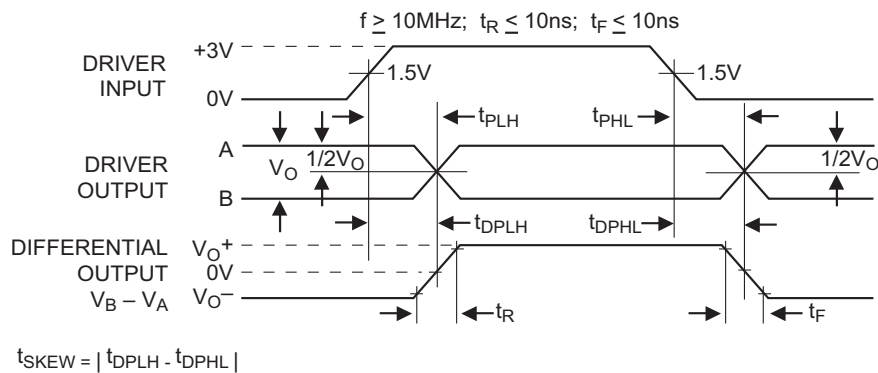 f ≥ 10MHz; tR ≤ 10ns; tF ≤ 10ns
+3V
DRIVER
INPUT
1.5V
1.5V
0V
tPLH
tPHL
A
DRIVER
OUTPUT
VO
1/2VO
1/2VO
B
tDPLH
tDPHL
DIFFERENTIAL
OUTPUT
VB – VA
VO+
0V
VO–
tR
tF
tSKEW = | tDPLH - tDPHL |